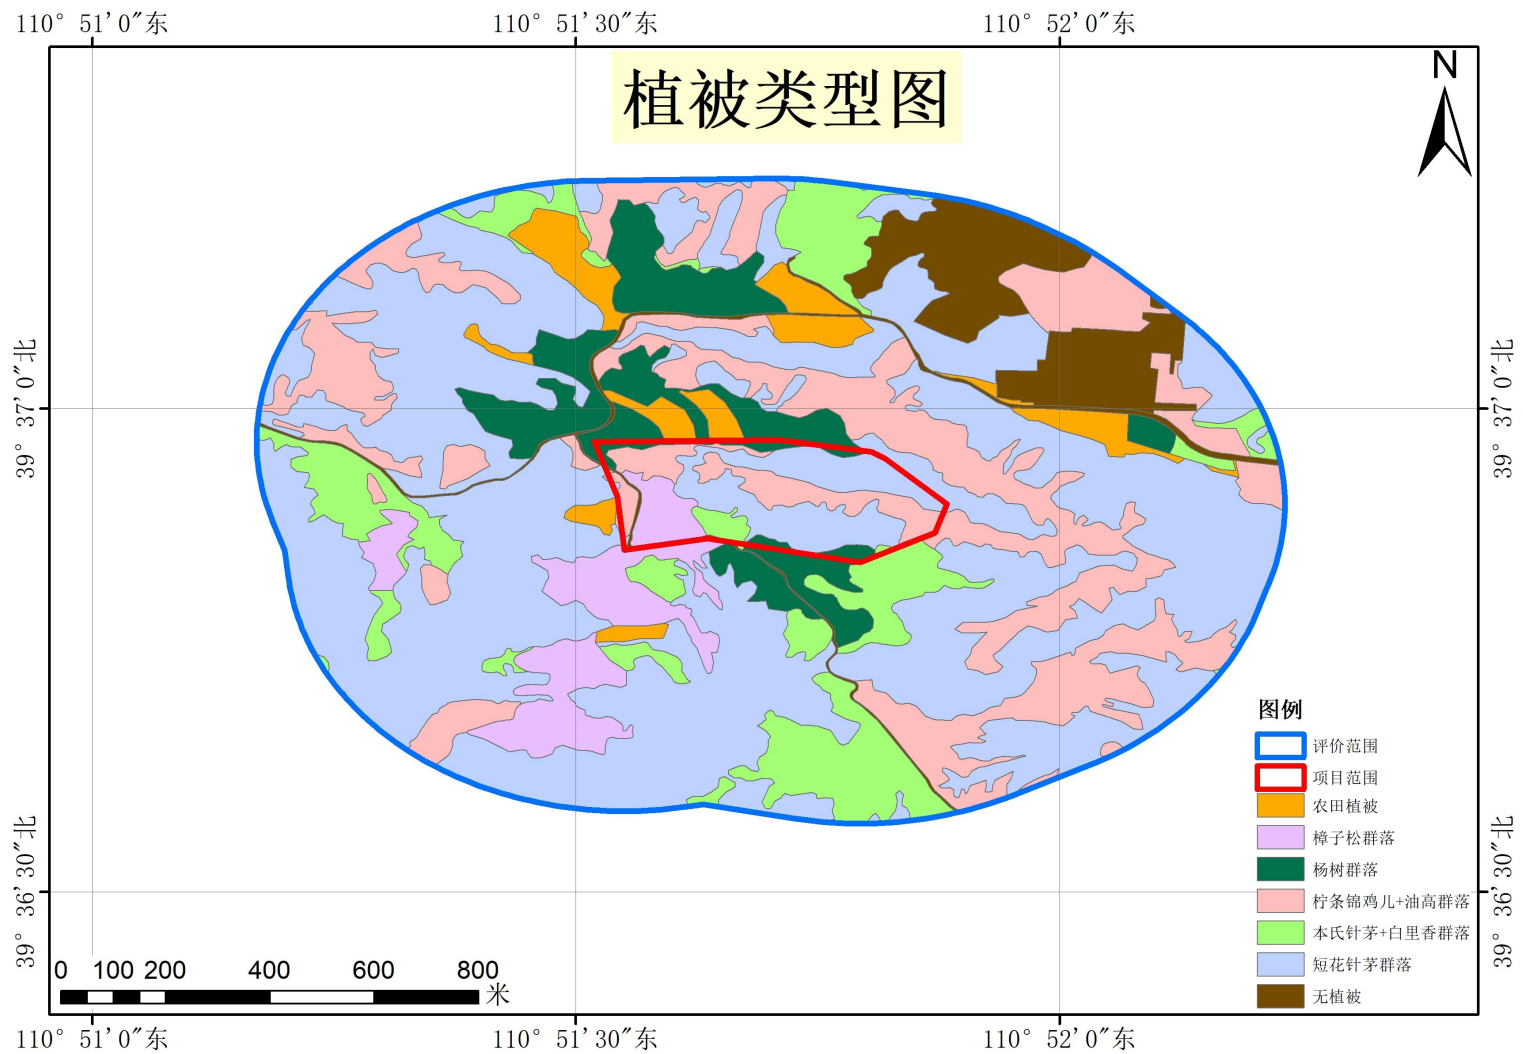 110° 51′0″东 110° 51′30″东 110° 52′0″东
植被类型图
N
39° 37′0″北
39° 37′0″北
39° 36′30″北
39° 36′30″北
图例
评价范围
项目范围
农田植被
樟子松群落
杨树群落
柠条锦鸡儿+油高群落
本氏针茅+白里香群落
短花针茅群落
无植被
0 100 200 400 600 800
米
110° 51′0″东 110° 51′30″东 110° 52′0″东